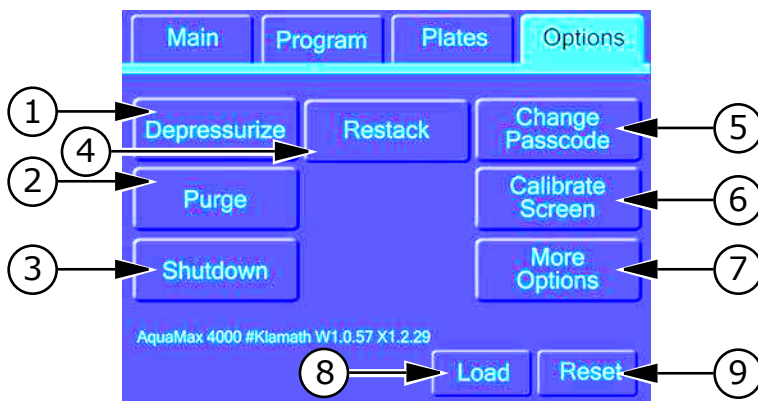 Main Program Plates Options
1 Depressurize Restack Change Passcode 5
4
2 Purge Calibrate Screen 6
3 Shutdown More Options 7
AquaMax 4000 #Klamath W1.0.57 X1.2.29
8 Load Reset 9